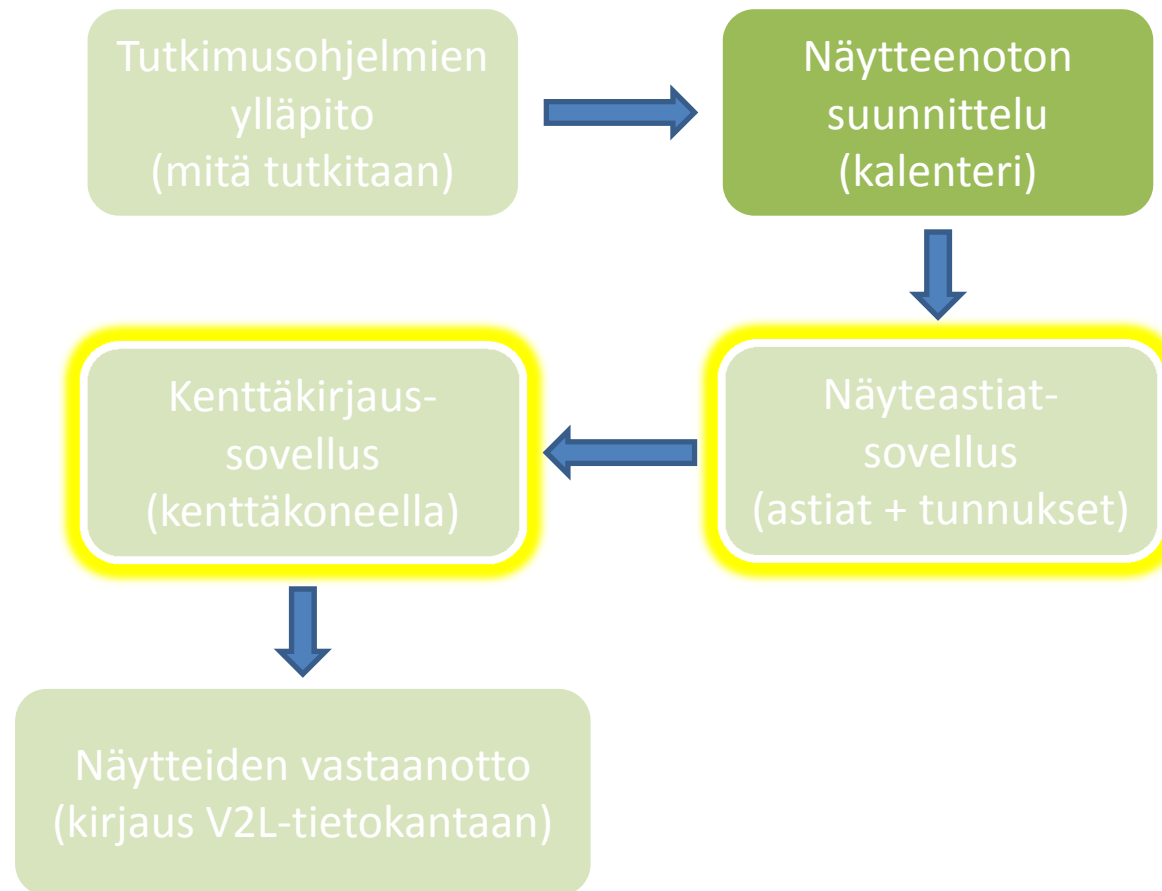 Tutkimusohjelmien
ylläpito
(mitä tutkitaan)
Näytteenoton
suunnittelu
(kalenteri)
Näyteastiat-
sovellus
(astiat + tunnukset)
Kenttäkirjaus-
sovellus
(kenttäkoneella)
Näytteiden vastaanotto
(kirjaus V2L-tietokantaan)